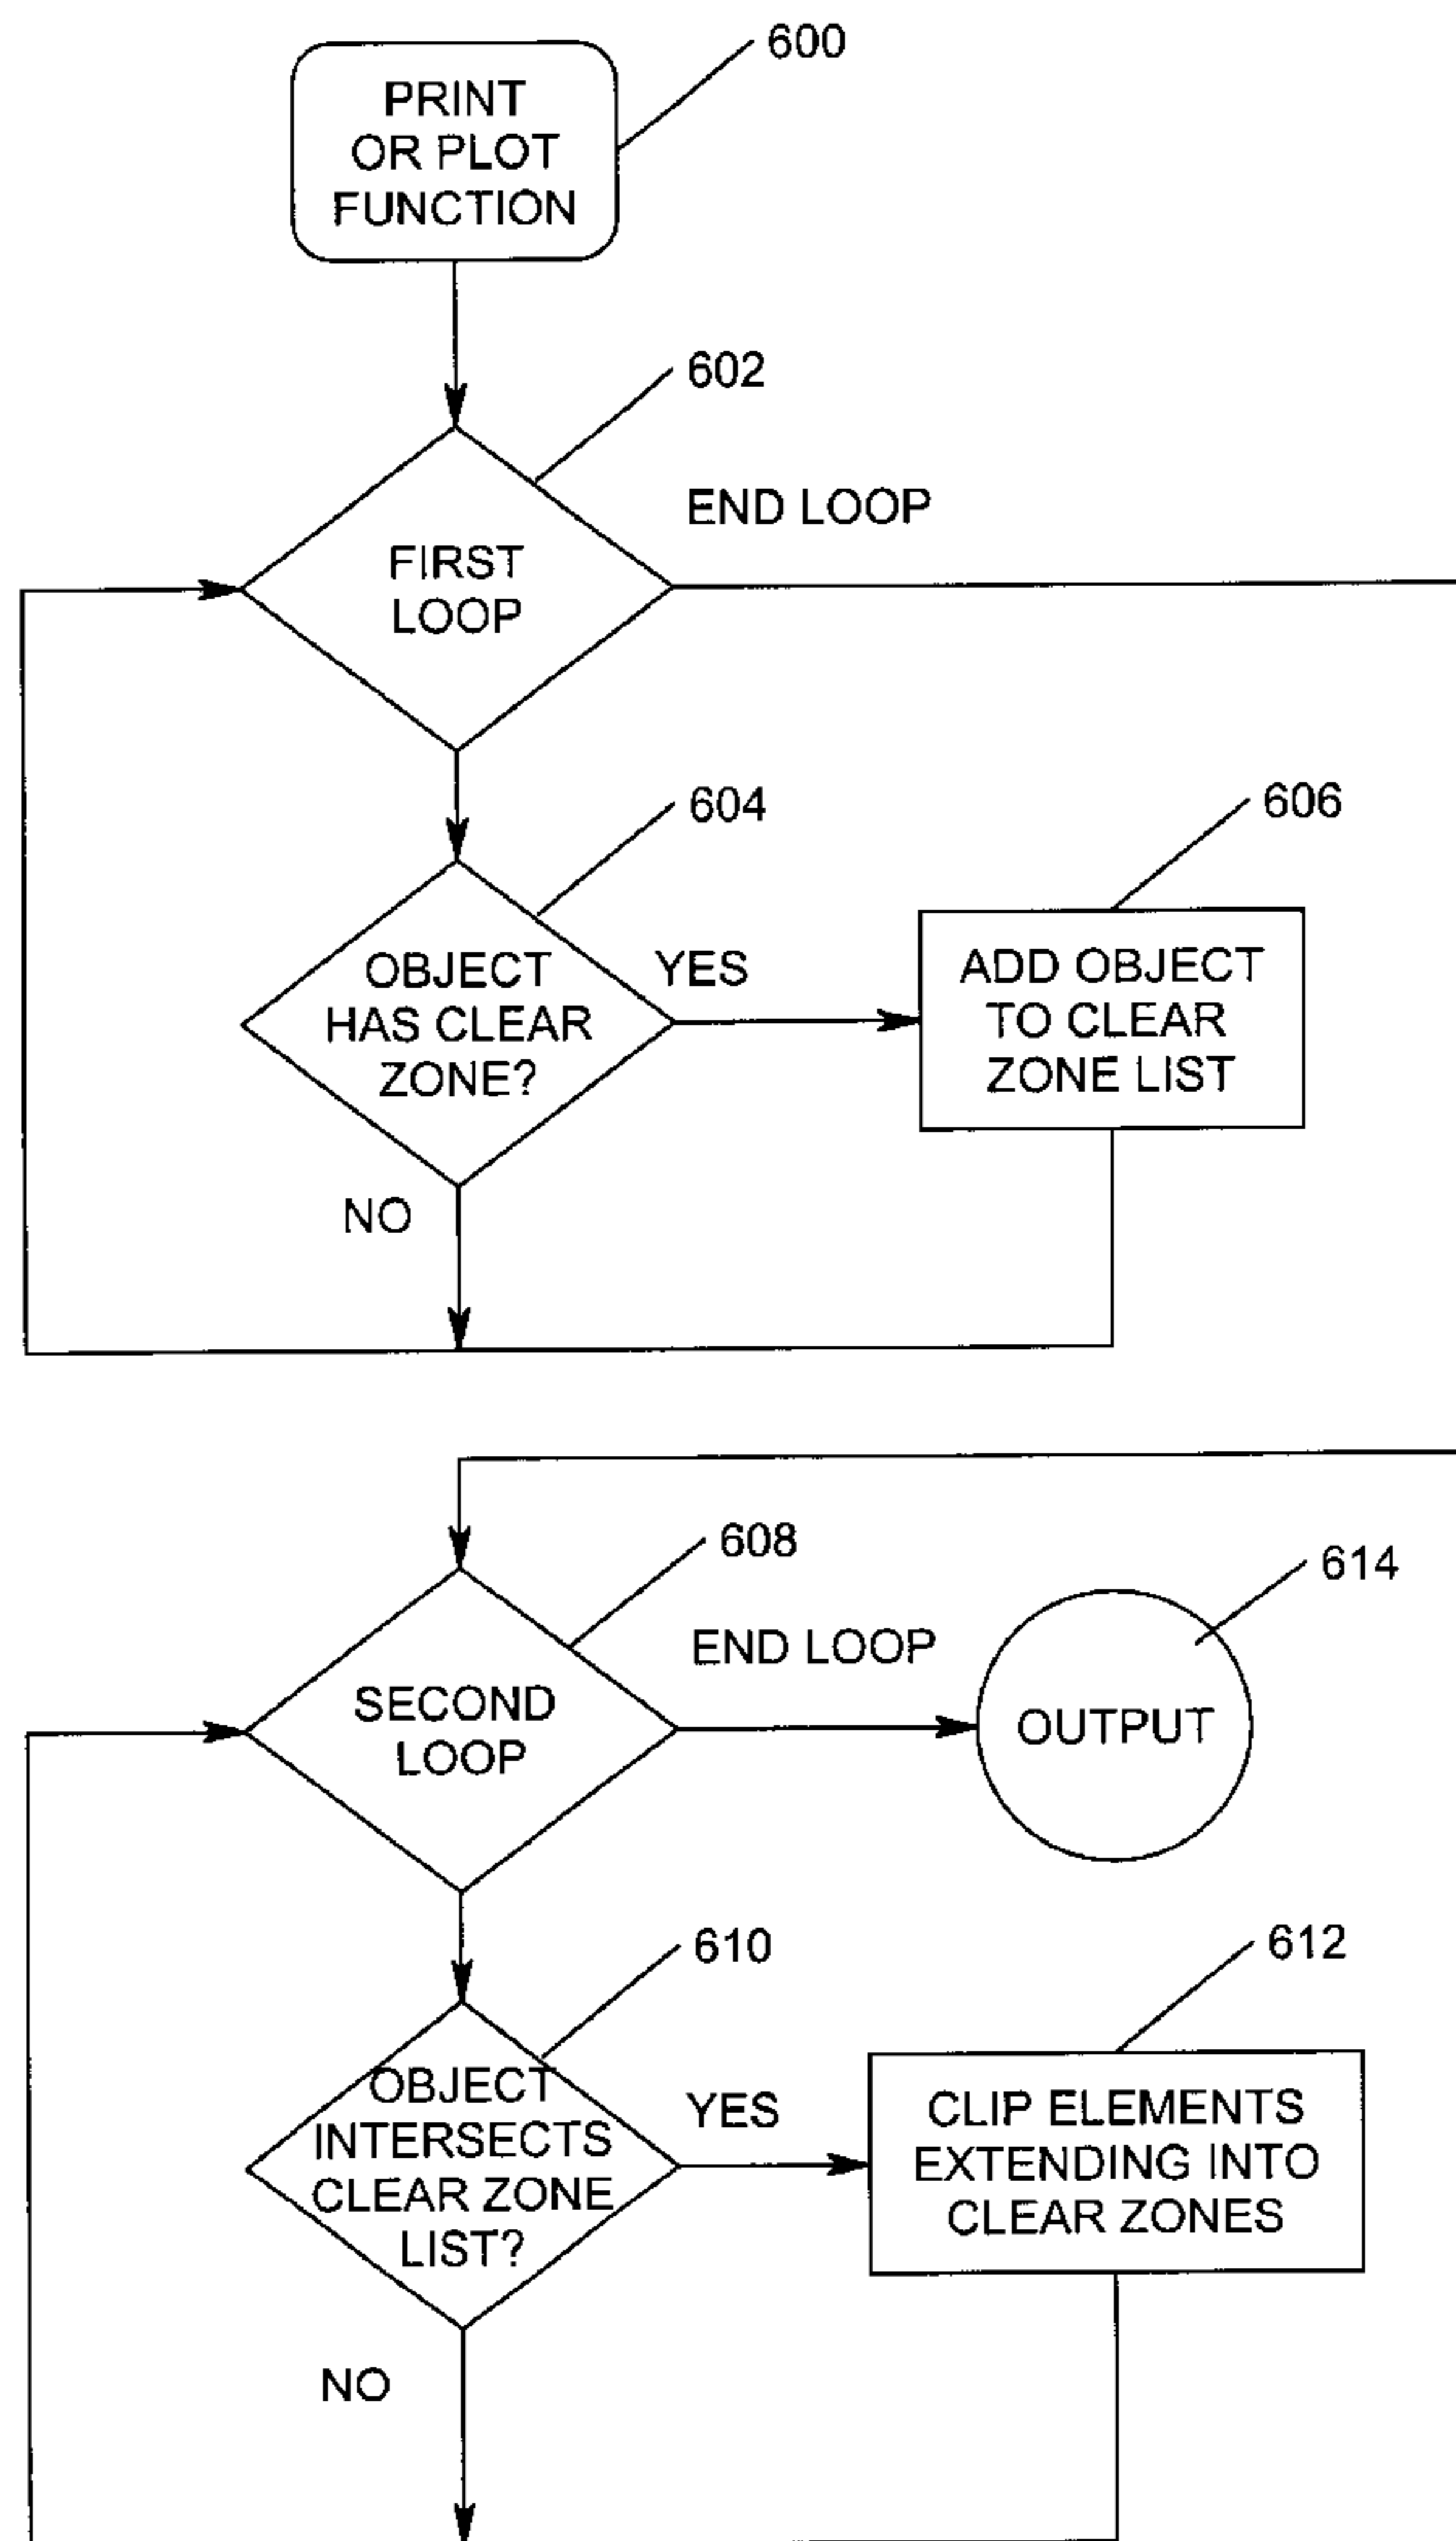 600
PRINT
OR PLOT
FUNCTION
602
END LOOP
FIRST
LOOP
604
606
OBJECT
HAS CLEAR
ZONE?
YES
ADD OBJECT
TO CLEAR
ZONE LIST
NO
608
614
END LOOP
SECOND
LOOP
OUTPUT
610
612
OBJECT
INTERSECTS
CLEAR ZONE
LIST?
YES
CLIP ELEMENTS
EXTENDING INTO
CLEAR ZONES
NO